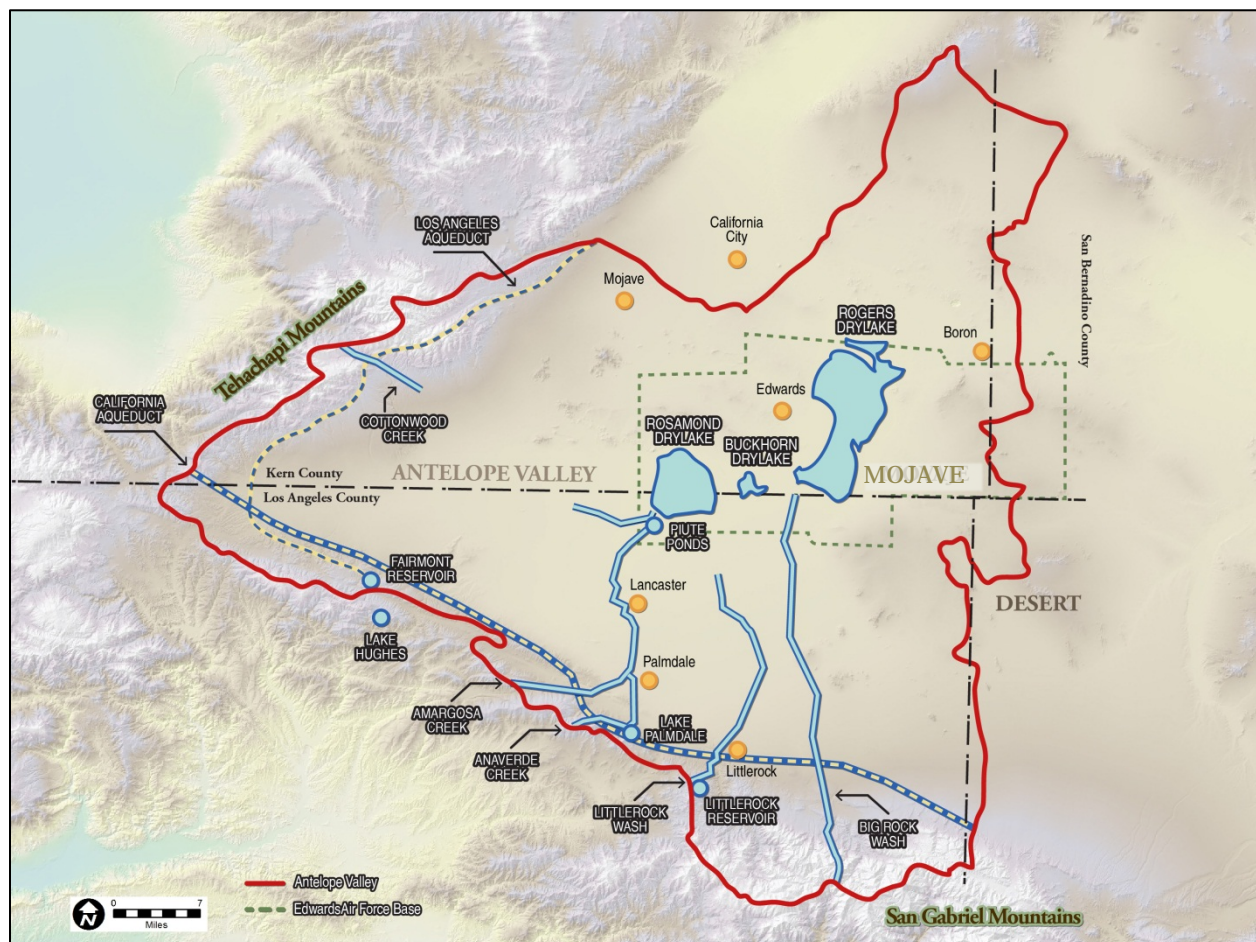 LOS ANGELES
AQUEDUCT
California
City
Mojave
San Bernadino County
ROGERS
DRYLAKE
Boron
Tehachapi Mountains
CALIFORNIA
AQUEDUCT
COTTONWOOD
CREEK
Edwards
ROSAMOND
DRYLAKE
BUCKHORN
DRYLAKE
Kern County
ANTELOPE VALLEY
MOJAVE
Los Angeles County
PIUTE
PONDS
FAIRMONT
RESERVOIR
Lancaster
DESERT
LAKE
HUGHES
Palmdale
AMARGOSA
CREEK
LAKE
PALMDALE
ANAVERDE
CREEK
Littlerock
LITTLEROCK
WASH
LITTLEROCK
RESERVOIR
BIG ROCK
WASH
Antelope Valley
EdwardsAir Force Base
San Gabriel Mountains
N
0 7
Miles